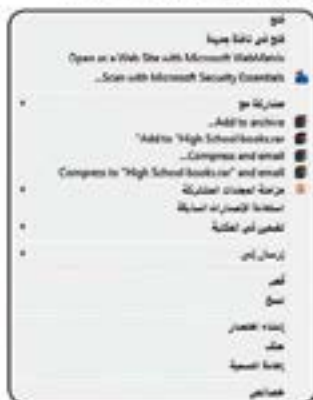 فتح
فتح في نافذة جديدة
Open as a Web Site with Microsoft WebMatrix
Scan with Microsoft Security Essentials...
مشاركة مع
Add to archive...
Add to "High School books.rar"
Compress and email...
Compress to "High School books.rar" and email
مزامنة المجلدات المشتركة
استعادة الإصدارات السابقة
تضمين في المكتبة
إرسال إلى
قص
نسخ
إنشاء اختصار
حذف
إعادة التسمية
خصائص